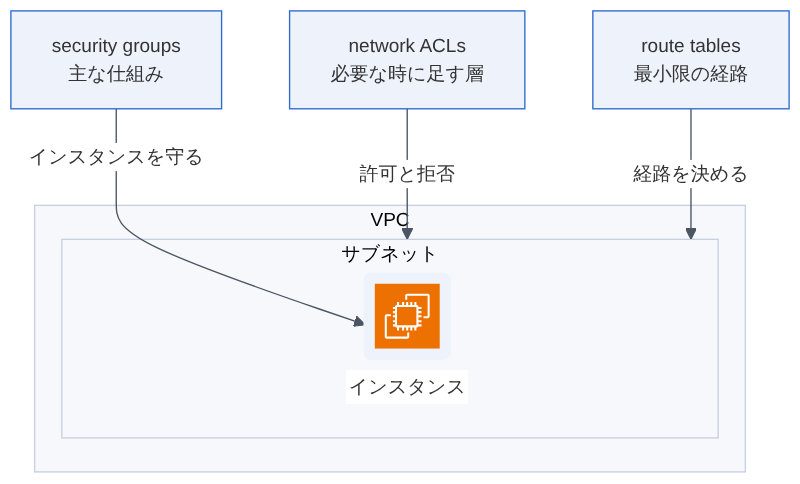 security groups
主な仕組み
network ACLs
必要な時に足す層
route tables
最小限の経路
インスタンスを守る
許可と拒否
経路を決める
VPC
サブネット
インスタンス